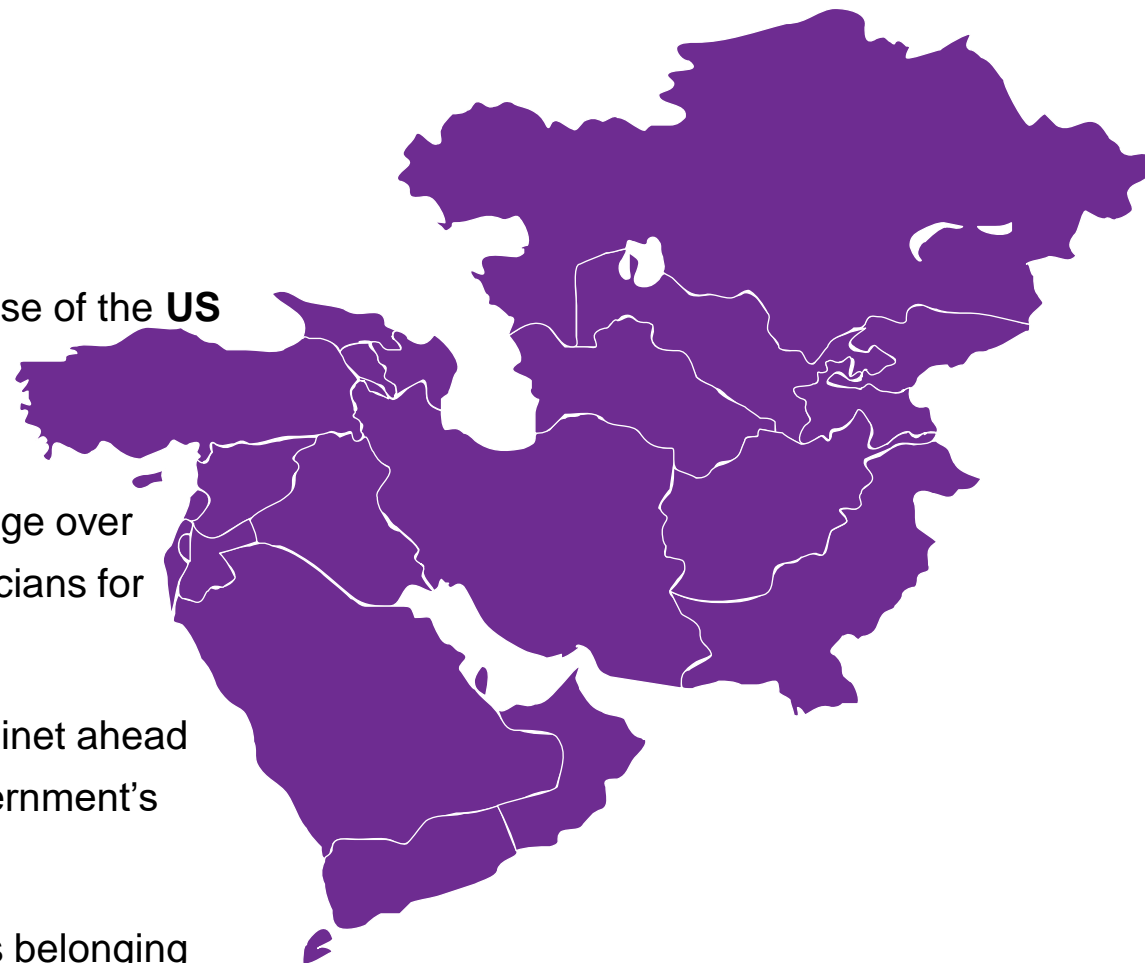 se of the US
ge over
cians for
inet ahead
ernment’s
s belonging